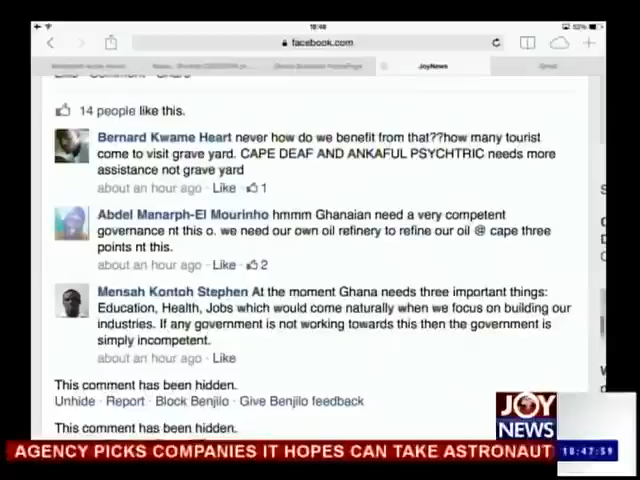 18:48
52%
facebook.com
JoyNews
Gmail
14 people like this.
Bernard Kwame Heart never how do we benefit from that??how many tourist
come to visit grave yard. CAPE DEAF AND ANKAFUL PSYCHTRIC needs more
assistance not grave yard
about an hour ago · Like · 1
Abdel Manarph-El Mourinho hmmm Ghanaian need a very competent
governance nt this o. we need our own oil refinery to refine our oil @ cape three
points nt this.
about an hour ago · Like · 2
Mensah Kontoh Stephen At the moment Ghana needs three important things:
Education, Health, Jobs which would come naturally when we focus on building our
industries. If any government is not working towards this then the government is
simply incompetent.
about an hour ago · Like
This comment has been hidden.
Unhide · Report · Block Benjilo · Give Benjilo feedback
This comment has been hidden.
JOY
NEWS
AGENCY PICKS COMPANIES IT HOPES CAN TAKE ASTRONAUT
18:47:59